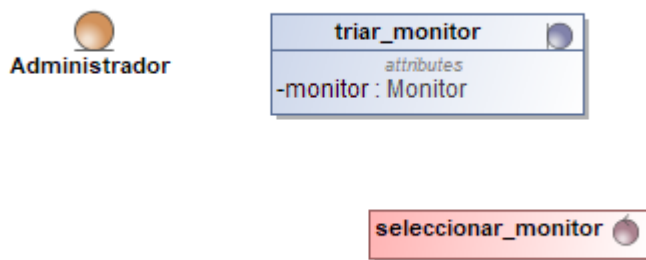 Administrador
triar_monitor
attributes
-monitor : Monitor
seleccionar_monitor